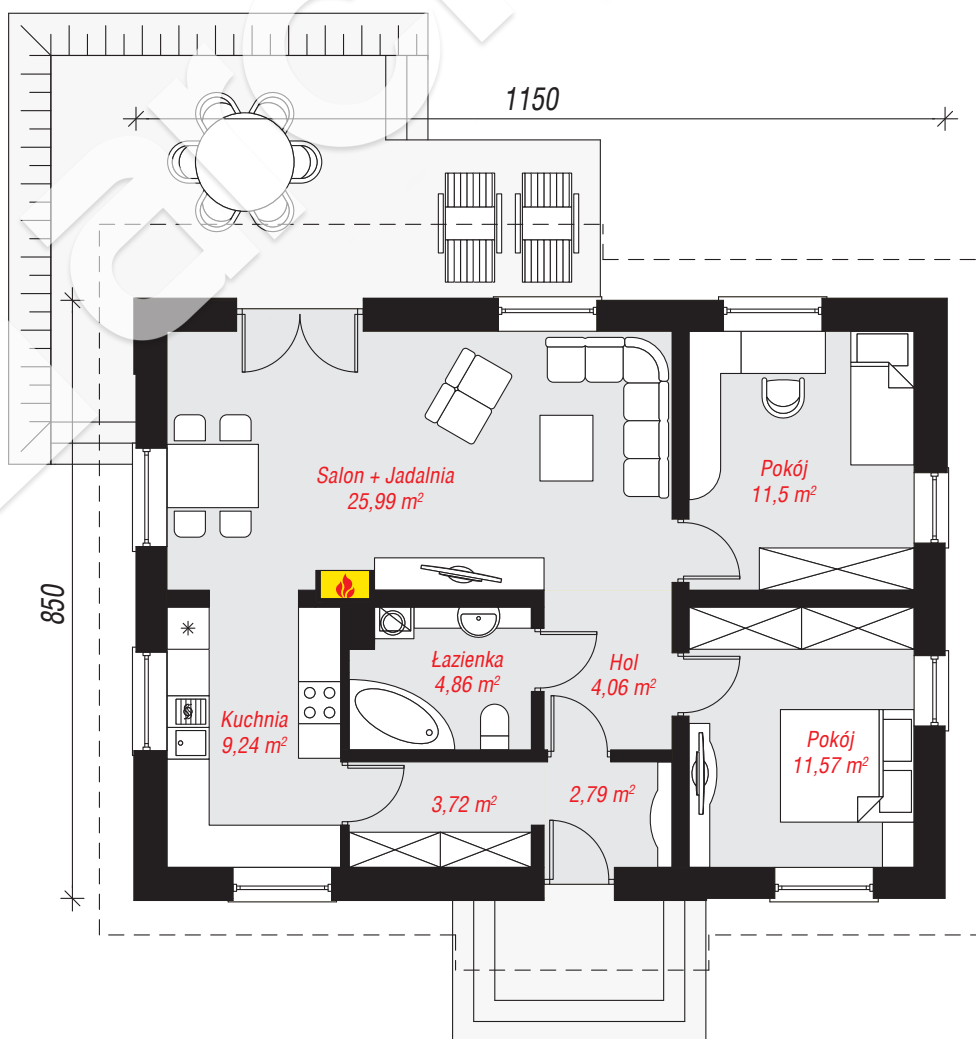 1150
850
Salon + Jadalnia
25,99 m²
Pokój
11,5 m²
Łazienka
4,86 m²
Hol
4,06 m²
Kuchnia
9,24 m²
Pokój
11,57 m²
3,72 m²
2,79 m²